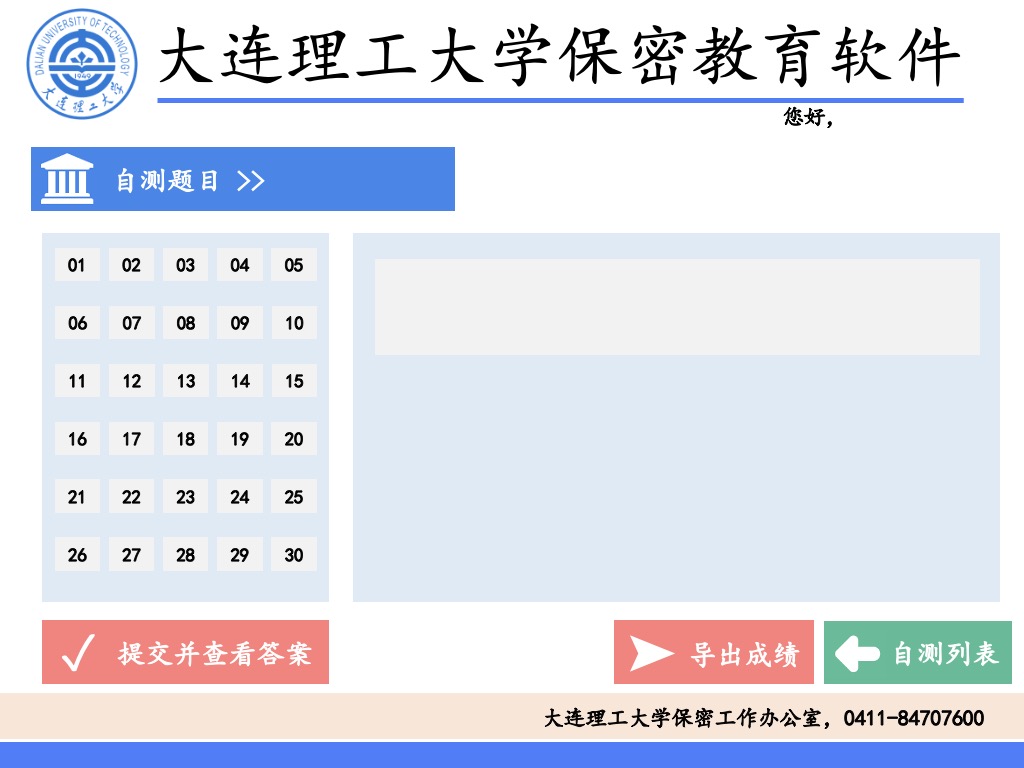 DALIAN UNIVERSITY OF TECHNOLOGY
1949
大连理工大学
大连理工大学保密教育软件
您好，
自测题目 >>
01 02 03 04 05
06 07 08 09 10
11 12 13 14 15
16 17 18 19 20
21 22 23 24 25
26 27 28 29 30
提交并查看答案
导出成绩
自测列表
大连理工大学保密工作办公室，0411-84707600